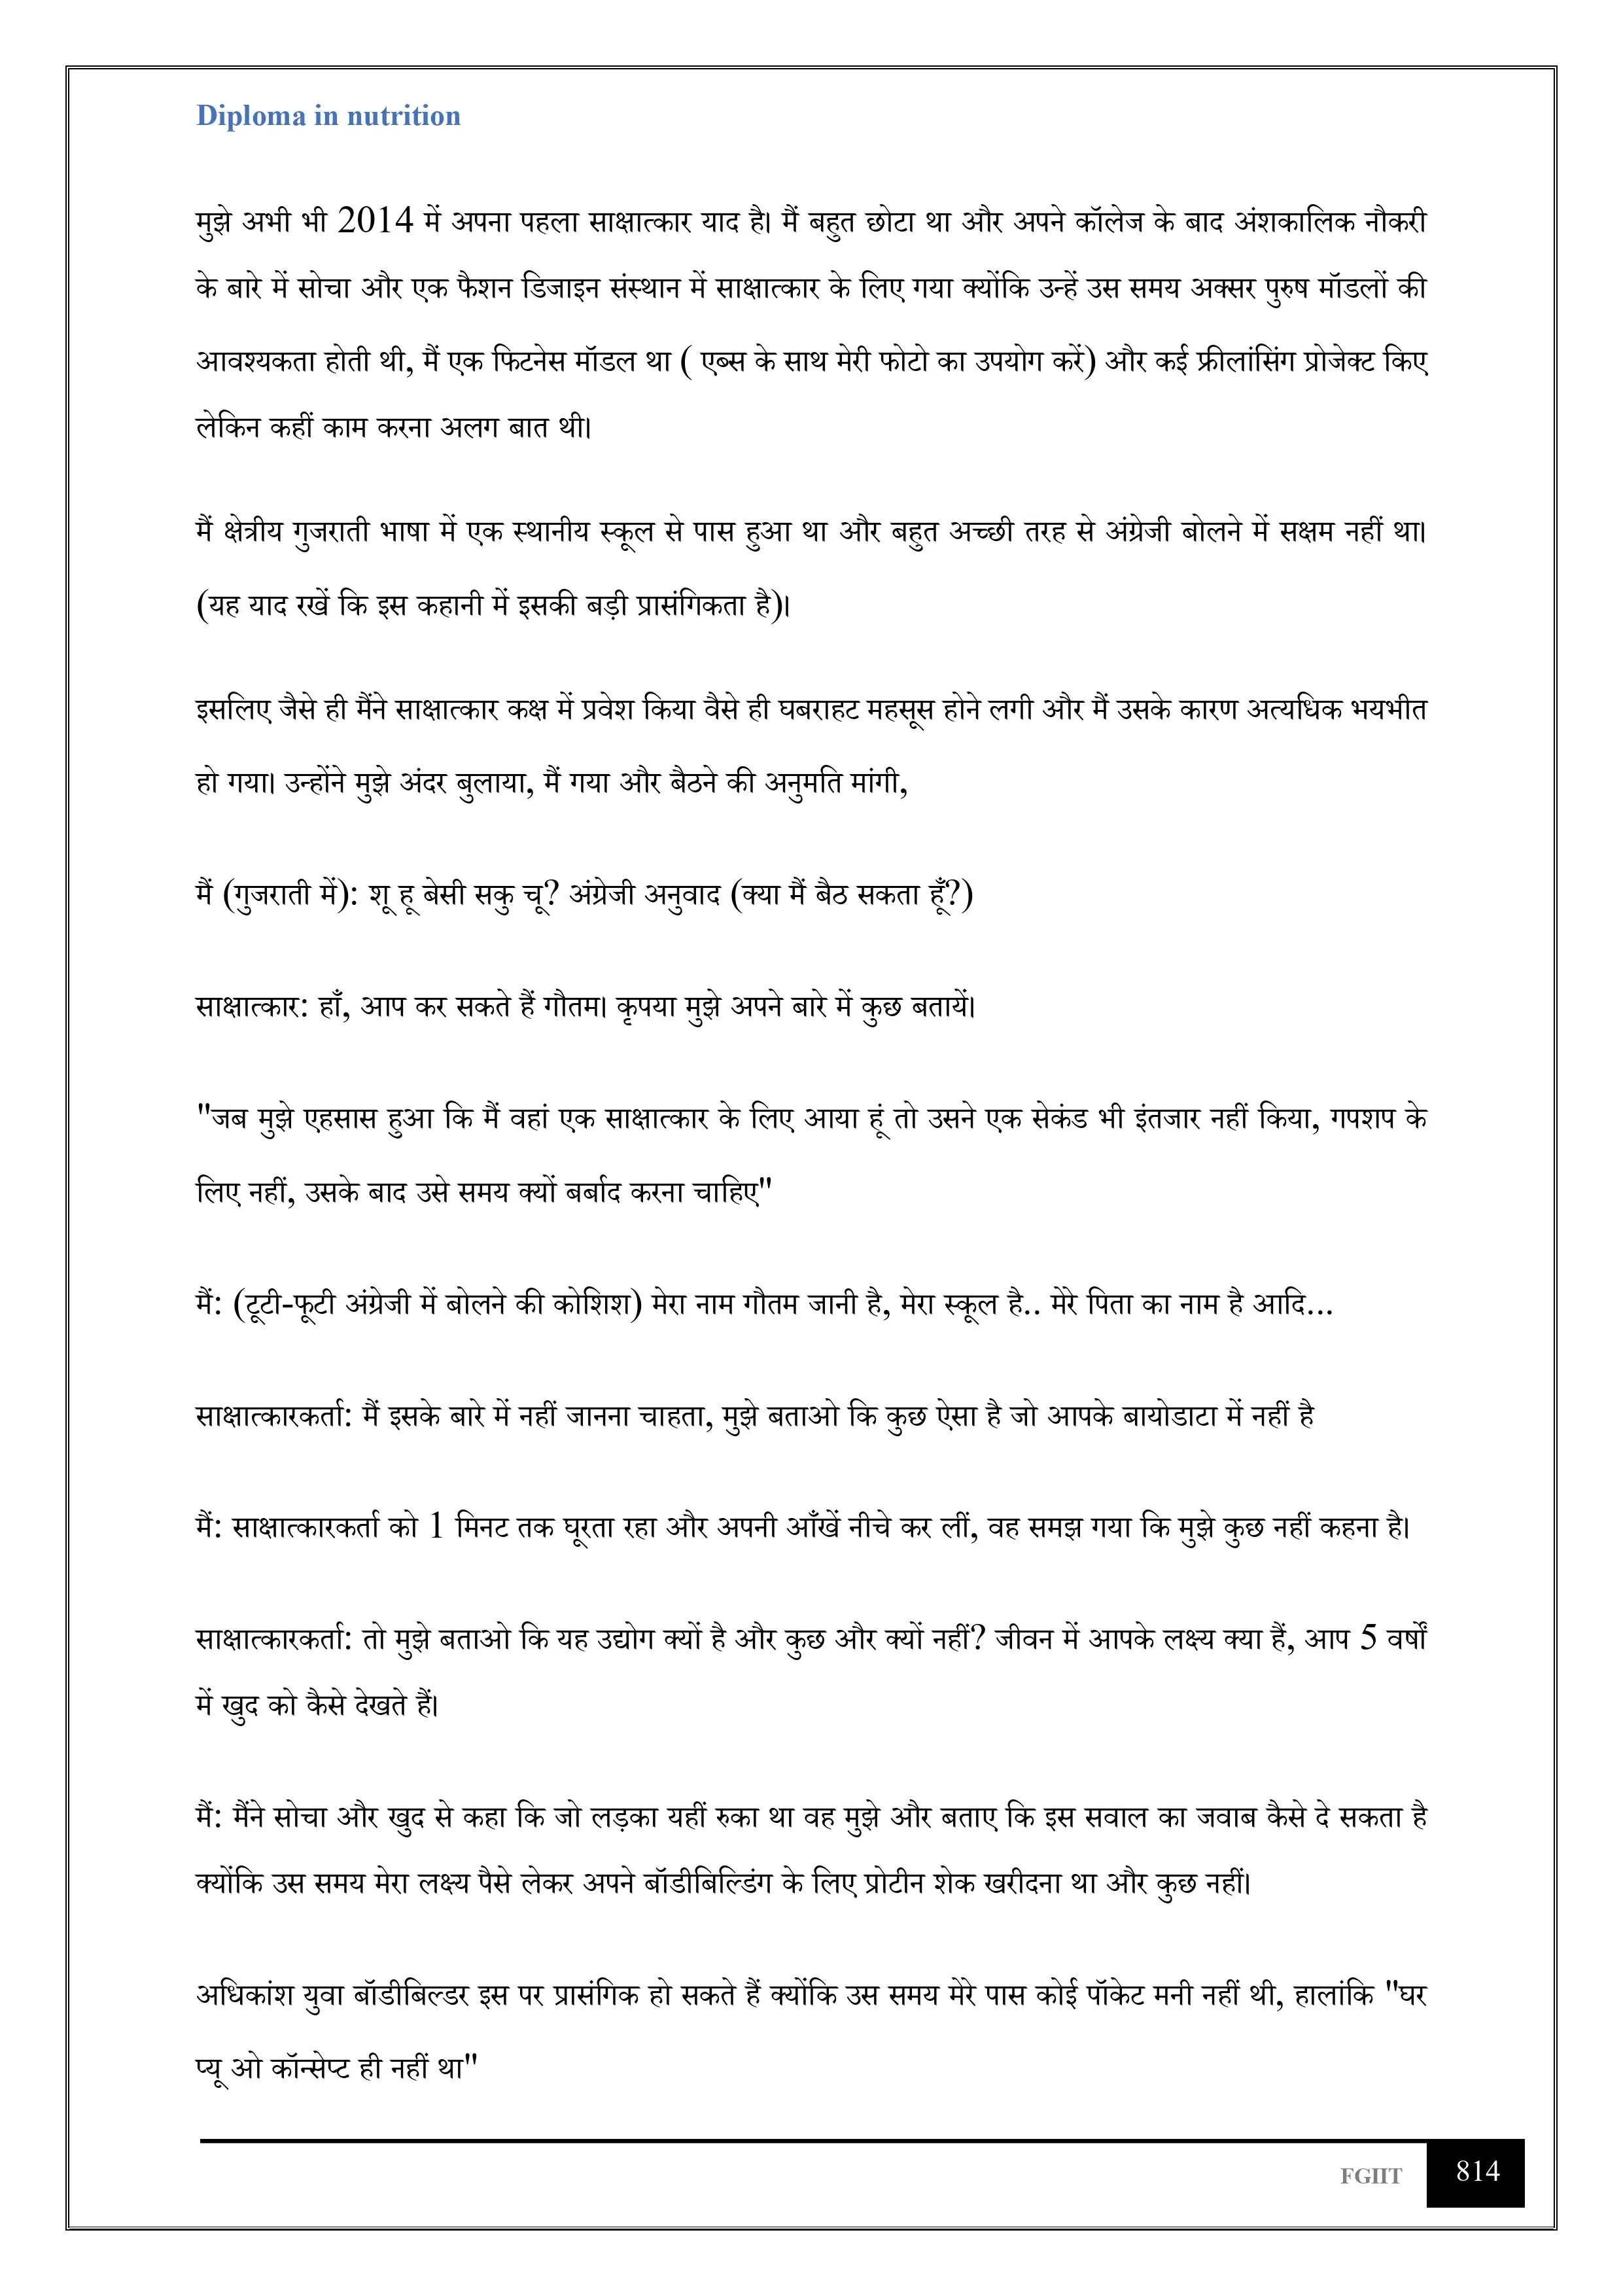 Diploma in nutrition
मुझे अभी भी 2014 में अपना पहला साक्षात्कार याद है। मैं बहुत छोटा था और अपने कॉलेज के बाद अंशकालिक नौकरी
के बारे में सोचा और एक फैशन डिजाइन संस्थान में साक्षात्कार के लिए गया क्योंकि उन्हें उस समय अक्सर पुरुष मॉडलों की
आवश्यकता होती थी, मैं एक फिटनेस मॉडल था ( एब्स के साथ मेरी फोटो का उपयोग करें) और कई फ्रीलांसिंग प्रोजेक्ट किए
लेकिन कहीं काम करना अलग बात थी।
मैं क्षेत्रीय गुजराती भाषा में एक स्थानीय स्कूल से पास हुआ था और बहुत अच्छी तरह से अंग्रेजी बोलने में सक्षम नहीं था।
(यह याद रखें कि इस कहानी में इसकी बड़ी प्रासंगिकता है)।
इसलिए जैसे ही मैंने साक्षात्कार कक्ष में प्रवेश किया वैसे ही घबराहट महसूस होने लगी और मैं उसके कारण अत्यधिक भयभीत
हो गया। उन्होंने मुझे अंदर बुलाया, मैं गया और बैठने की अनुमति मांगी,
मैं (गुजराती में): शू हू बेसी सकु चू? अंग्रेजी अनुवाद (क्या मैं बैठ सकता हूँ?)
साक्षात्कार: हाँ, आप कर सकते हैं गौतम। कृपया मुझे अपने बारे में कुछ बतायें।
"जब मुझे एहसास हुआ कि मैं वहां एक साक्षात्कार के लिए आया हूं तो उसने एक सेकंड भी इंतजार नहीं किया, गपशप के
लिए नहीं, उसके बाद उसे समय क्यों बर्बाद करना चाहिए"
मैं: (टूटी-फूटी अंग्रेजी में बोलने की कोशिश) मेरा नाम गौतम जानी है, मेरा स्कूल है.. मेरे पिता का नाम है आदि...
साक्षात्कारकर्ता: मैं इसके बारे में नहीं जानना चाहता, मुझे बताओ कि कुछ ऐसा है जो आपके बायोडाटा में नहीं है
मैं: साक्षात्कारकर्ता को 1 मिनट तक घूरता रहा और अपनी आँखें नीचे कर लीं, वह समझ गया कि मुझे कुछ नहीं कहना है।
साक्षात्कारकर्ता: तो मुझे बताओ कि यह उद्योग क्यों है और कुछ और क्यों नहीं? जीवन में आपके लक्ष्य क्या हैं, आप 5 वर्षों
में खुद को कैसे देखते हैं।
मैं: मैंने सोचा और खुद से कहा कि जो लड़का यहीं रुका था वह मुझे और बताए कि इस सवाल का जवाब कैसे दे सकता है
क्योंकि उस समय मेरा लक्ष्य पैसे लेकर अपने बॉडीबिल्डिंग के लिए प्रोटीन शेक खरीदना था और कुछ नहीं।
अधिकांश युवा बॉडीबिल्डर इस पर प्रासंगिक हो सकते हैं क्योंकि उस समय मेरे पास कोई पॉकेट मनी नहीं थी, हालांकि "घर
प्यू ओ कॉन्सेप्ट ही नहीं था"
FGIIT 814